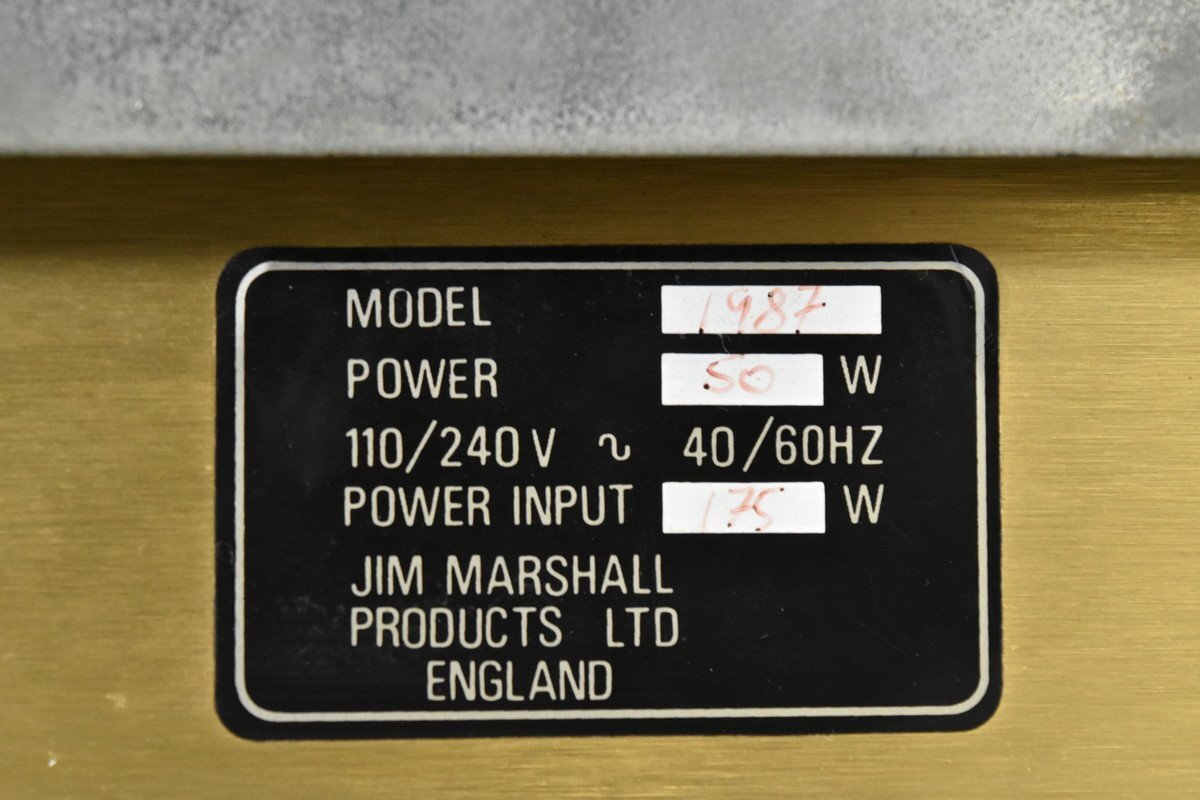 MODEL 1987
POWER 50 W
110/240V ∿ 40/60HZ
POWER INPUT 175 W
JIM MARSHALL
PRODUCTS LTD
ENGLAND